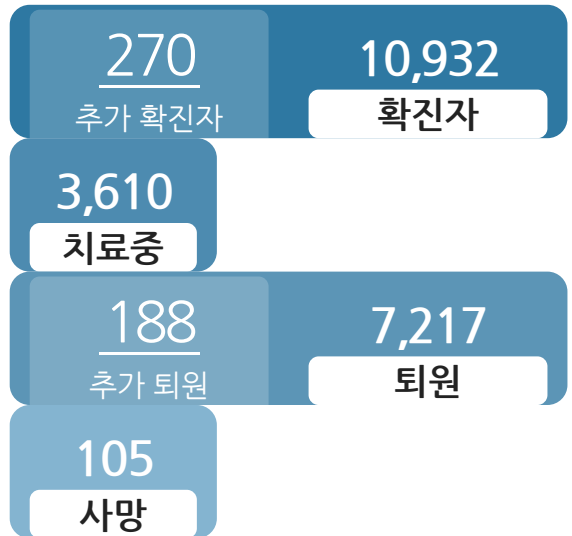 270
추가 확진자
10,932
확진자
3,610
치료중
188
추가 퇴원
7,217
퇴원
105
사망